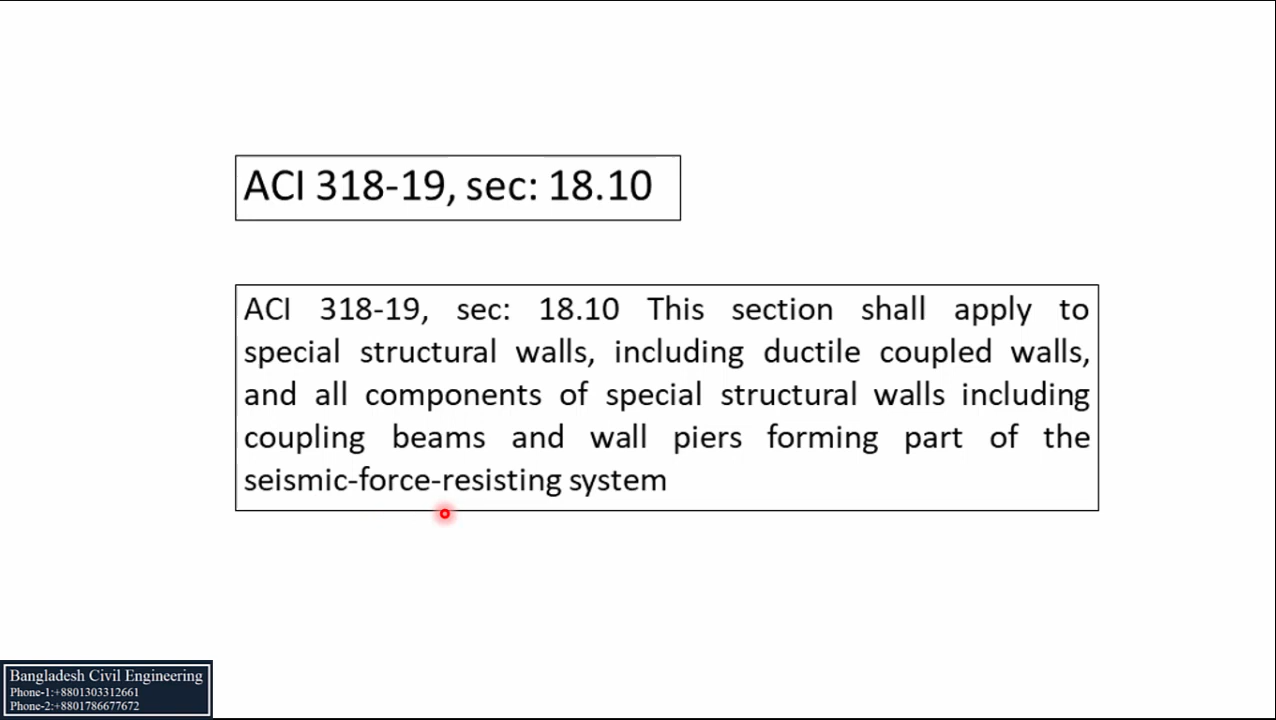 ACI 318-19, sec: 18.10
ACI 318-19, sec: 18.10 This section shall apply to
special structural walls, including ductile coupled walls,
and all components of special structural walls including
coupling beams and wall piers forming part of the
seismic-force-resisting system
Bangladesh Civil Engineering
Phone-1:+8801303312661
Phone-2:+8801786677672